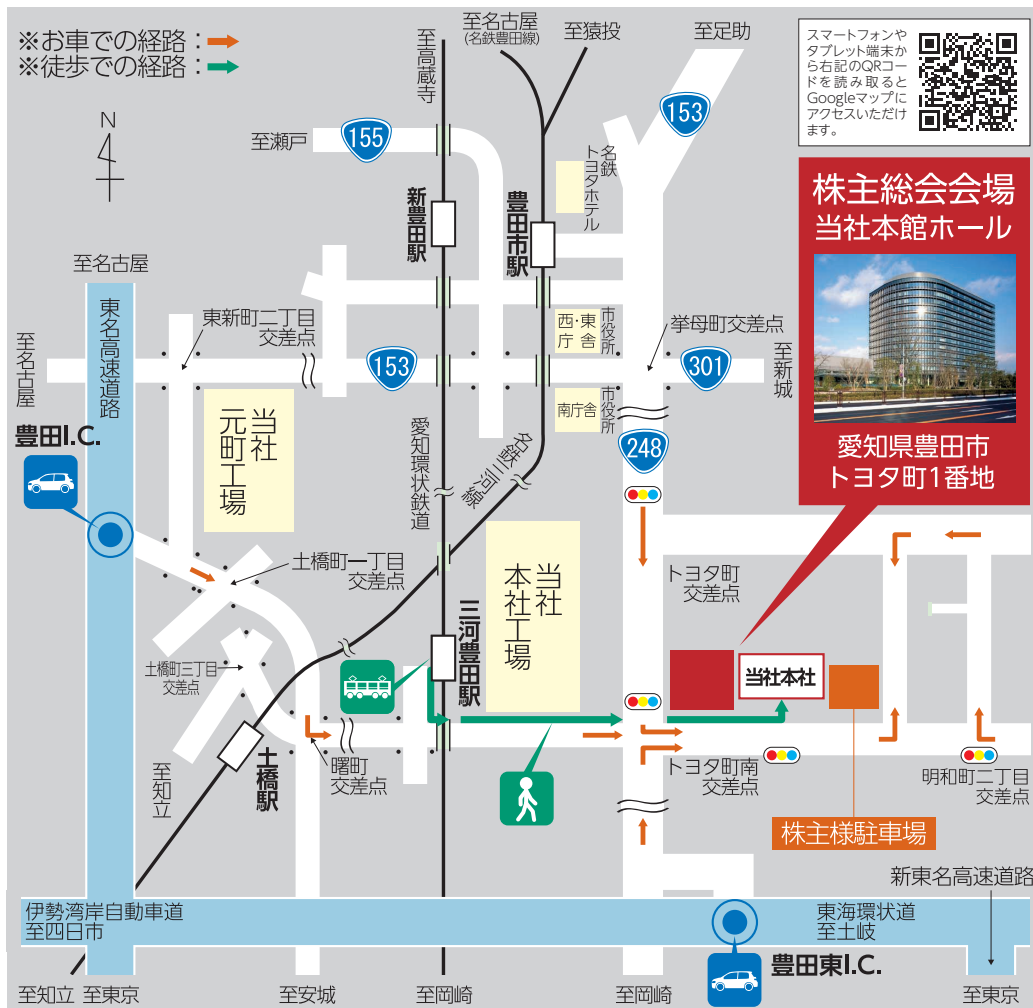 ※お車での経路：
※徒歩での経路：
N
至高蔵寺
至名古屋
(名鉄豊田線)
至猿投
至足助
スマートフォンや
タブレット端末か
ら右記のQRコー
ドを読み取ると
Googleマップに
アクセスいただけ
ます。
至瀬戸
155
153
名鉄
トヨタホテル
新豊田駅
豊田市駅
株主総会会場
当社本館ホール
愛知県豊田市
トヨタ町1番地
至名古屋
東名高速道路
至名古屋
東新町二丁目
交差点
153
西・東
庁舎
市役所
挙母町交差点
301
至新城
南庁舎
市役所
248
豊田I.C.
当社
元町工場
愛知環状鉄道
名鉄三河線
土橋町一丁目
交差点
当社
本社工場
トヨタ町
交差点
土橋町三丁目
交差点
三河豊田駅
当社本社
土橋駅
至知立
曙町
交差点
トヨタ町南
交差点
明和町二丁目
交差点
株主様駐車場
新東名高速道路
伊勢湾岸自動車道
至四日市
東海環状道
至土岐
豊田東I.C.
至知立
至東京
至安城
至岡崎
至岡崎
至東京